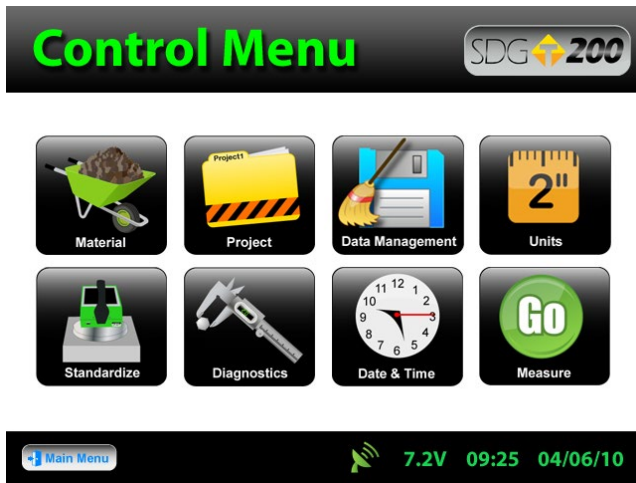 Control Menu
SDG T 200
Project1
Material
Project
Data Management
2"
Units
12
11
1
10
2
9
3
8
4
7
5
6
Go
Standardize
Diagnostics
Date & Time
Measure
Main Menu
7.2V 09:25 04/06/10